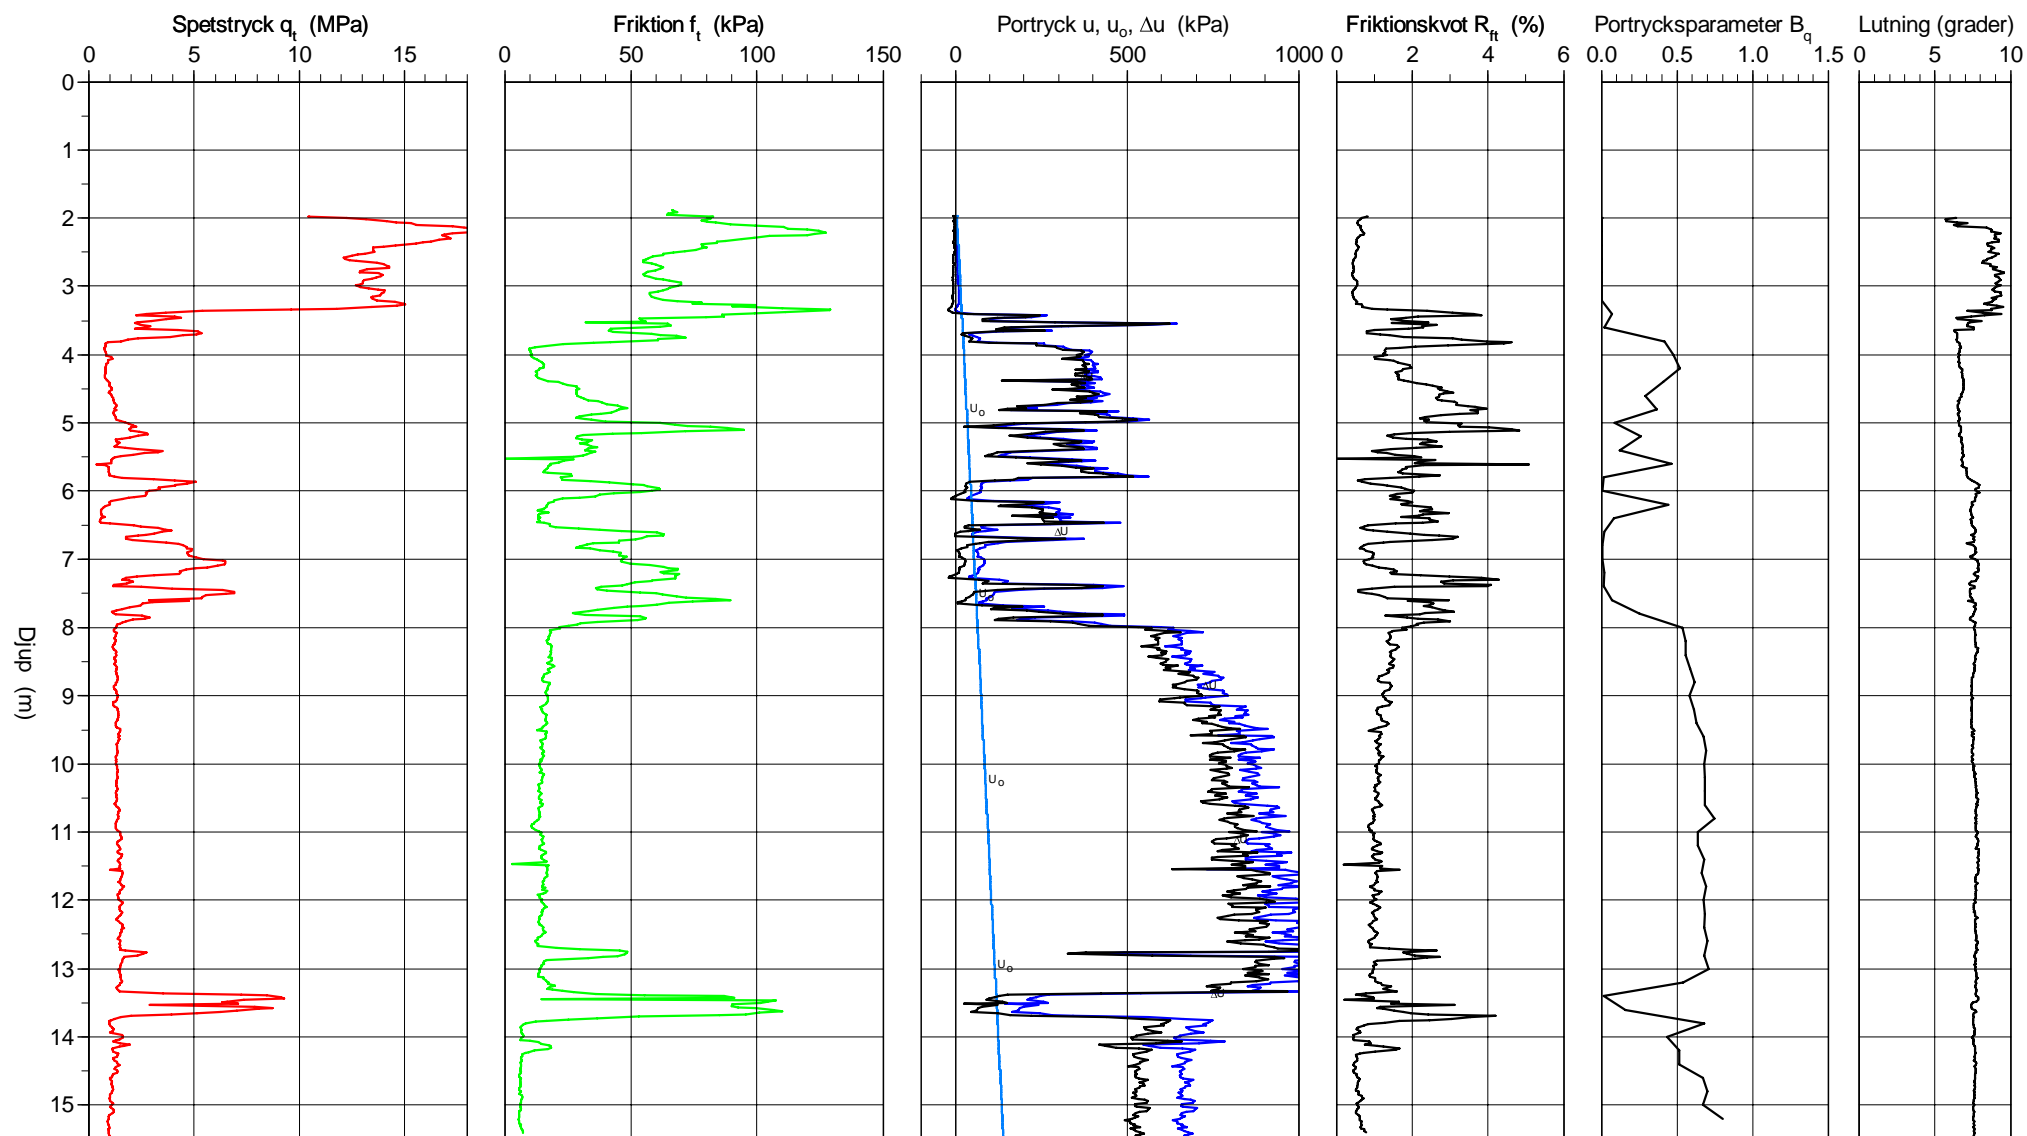 Spetstryck qt (MPa) Friktion ft (kPa) Portryck u, uo, Δu (kPa) Friktionskvot Rft (%) Portrycksparameter Bq Lutning (grader)
0 5 10 15 0 50 100 150 0 500 1000 0 2 4 6 0.0 0.5 1.0 1.5 0 5 10
0
1
2
3
4
5
6
7
8
9
10
11
12
13
14
15
Djup (m)
Uo
ΔU
Uo
ΔU
Uo
ΔU
Uo
ΔU